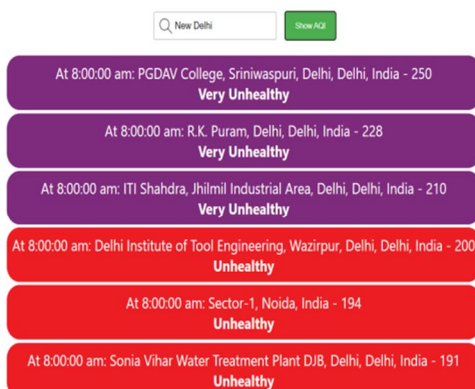 New Delhi
Show AQI
At 8:00:00 am: PGDAV College, Sriniwaspuri, Delhi, Delhi, India - 250
Very Unhealthy
At 8:00:00 am: R.K. Puram, Delhi, Delhi, India - 228
Very Unhealthy
At 8:00:00 am: ITI Shahdra, Jhilmil Industrial Area, Delhi, Delhi, India - 210
Very Unhealthy
At 8:00:00 am: Delhi Institute of Tool Engineering, Wazirpur, Delhi, Delhi, India - 200
Unhealthy
At 8:00:00 am: Sector-1, Noida, India - 194
Unhealthy
At 8:00:00 am: Sonia Vihar Water Treatment Plant DJB, Delhi, Delhi, India - 191
Unhealthy